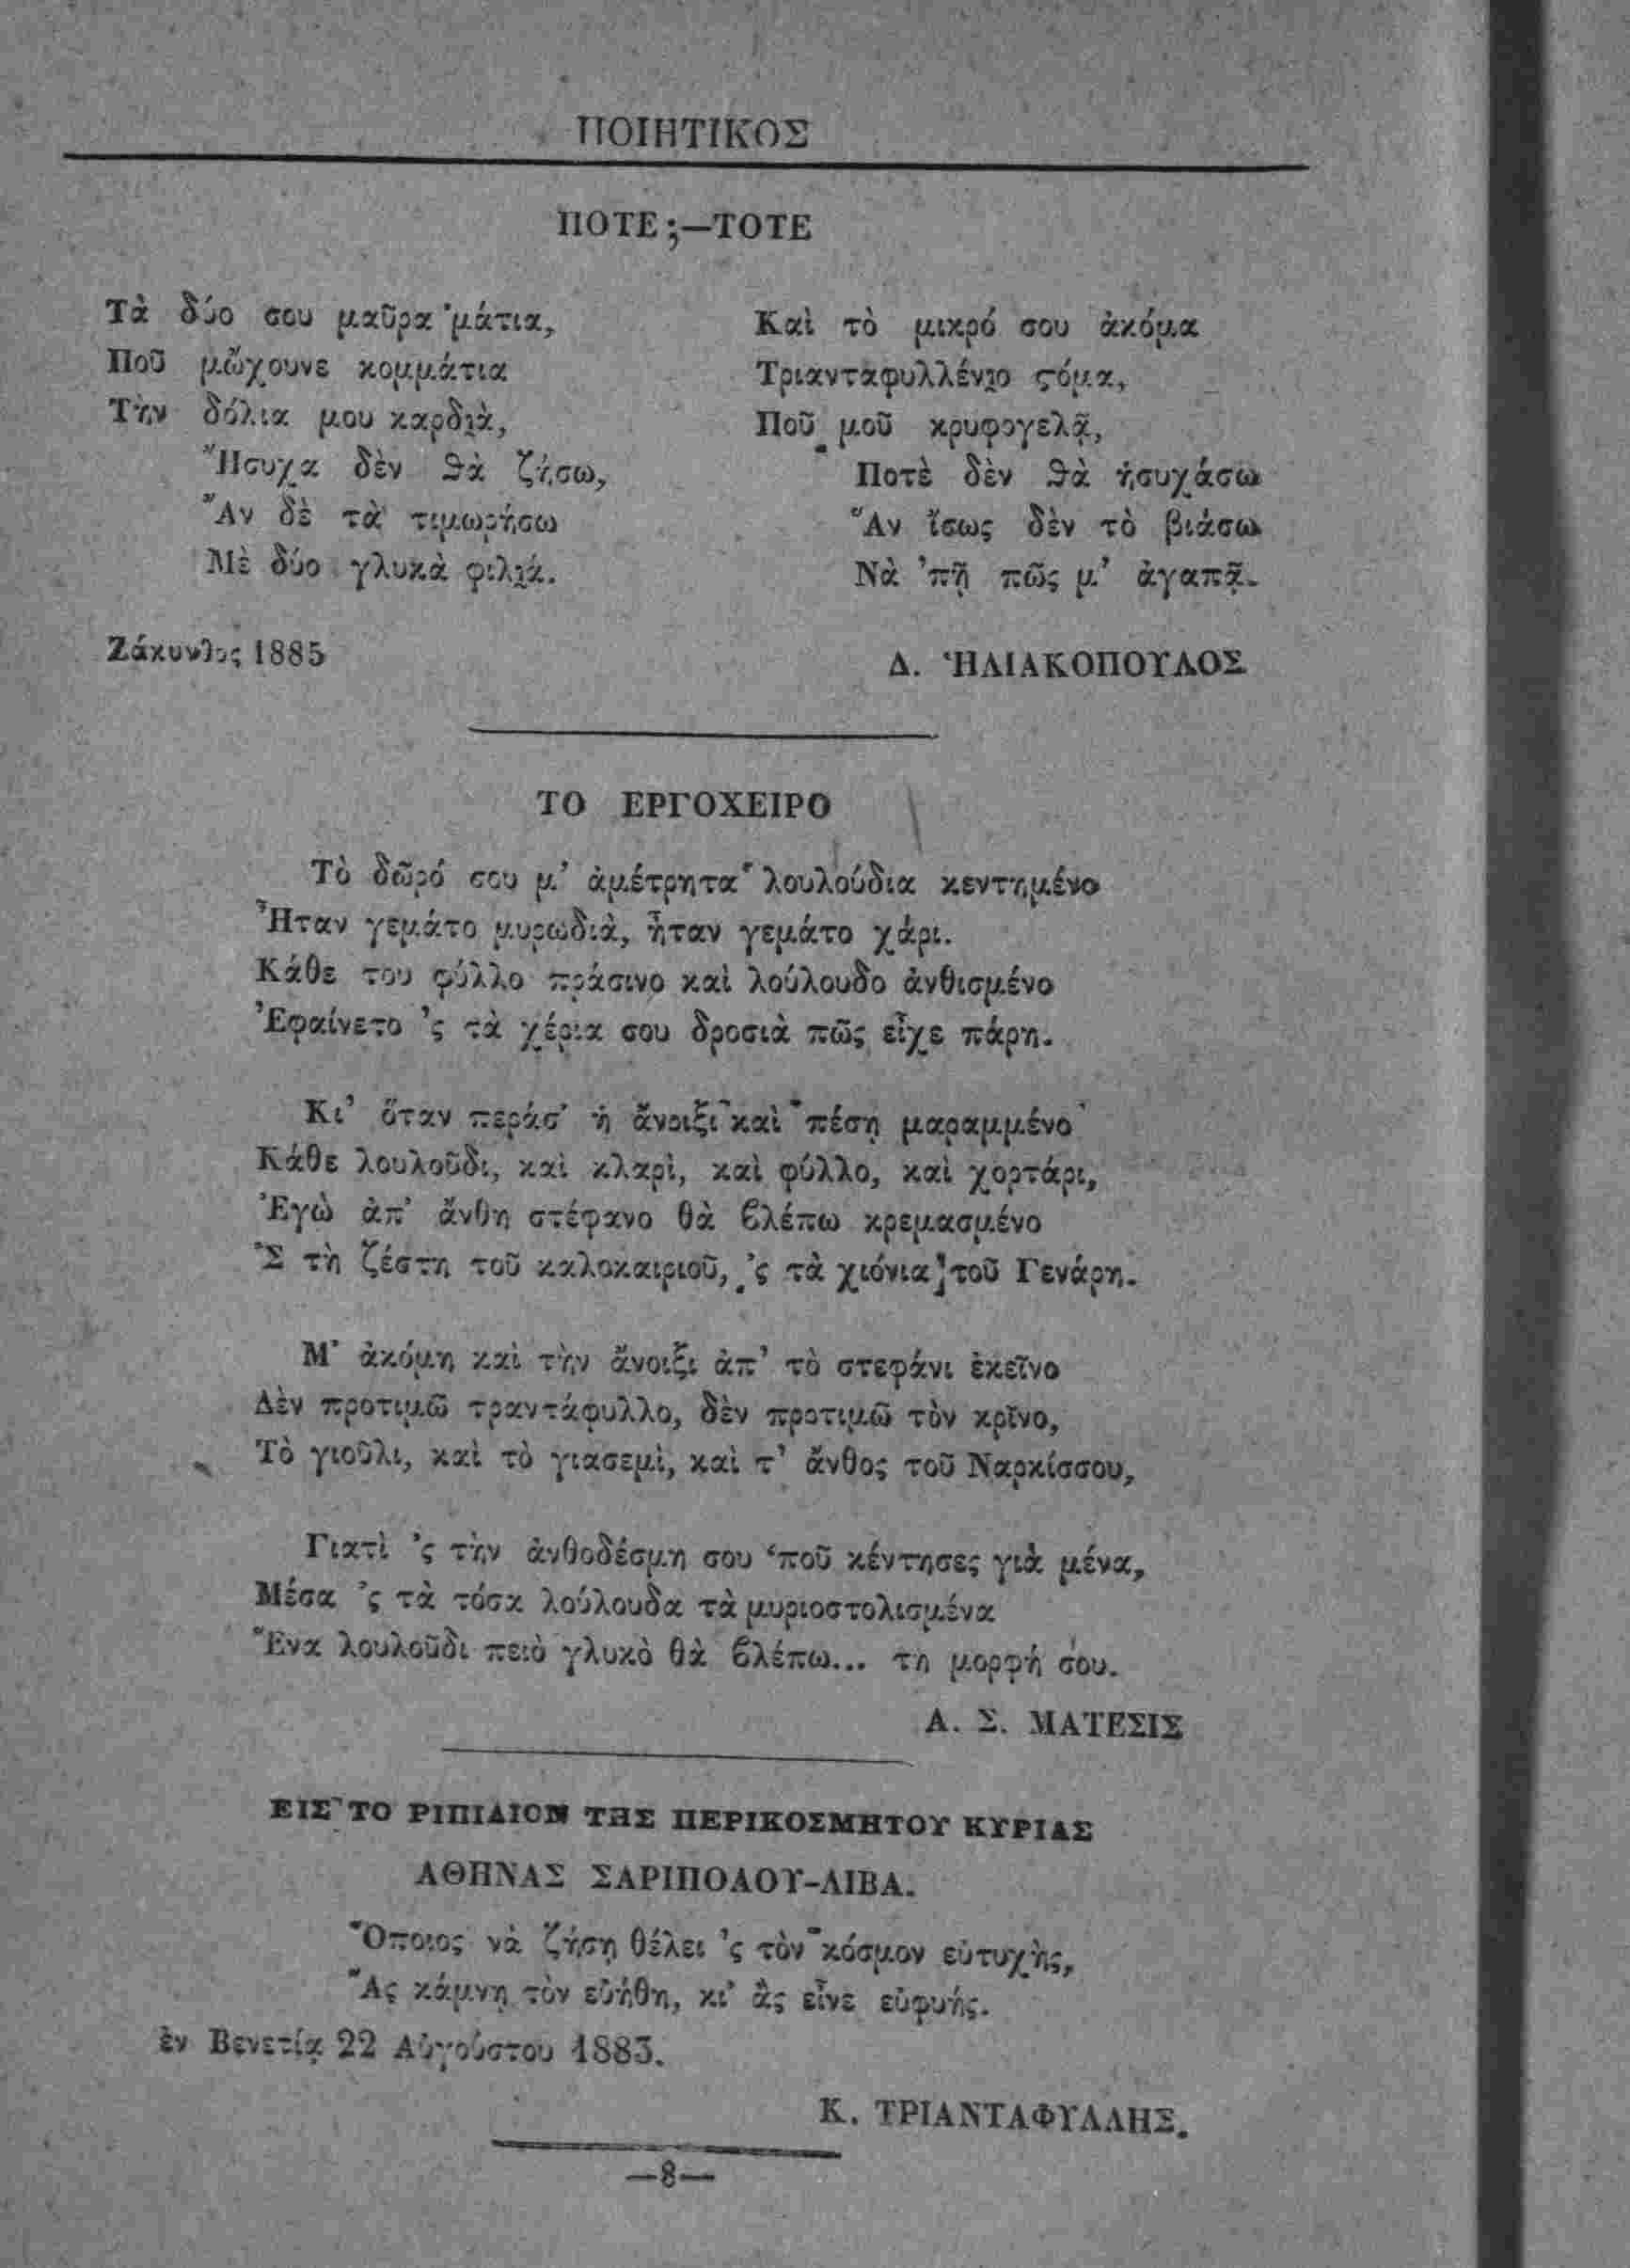 ΠΟΙΗΤΙΚΟΣ
ΠΟΤΕ;—ΤΟΤΕ
Τὰ δύο σου μαῦρα μάτια,
Ποῦ μὤχουνε κομμάτια
Τὴν δόλια μου καρδιὰ,
Ἥσυχα δὲν θὰ ζήσω,
Ἂν δὲ τὰ τιμωρήσω
Μὲ δύο γλυκὰ φιλιά.
Ζάκυνθος 1885
Καὶ τὸ μικρό σου ἀκόμα
Τριανταφυλλένιο ϛόμα,
Ποῦ μοῦ κρυφογελᾷ,
Ποτὲ δὲν θὰ ἡσυχάσω
Ἂν ἴσως δὲν τὸ βιάσω
Νὰ ’πῇ πῶς μ’ ἀγαπᾷ.
Δ. ἩΛΙΑΚΟΠΟΥΛΟΣ
ΤΟ ΕΡΓΟΧΕΙΡΟ
Τὸ δῶρό σου μ’ ἀμέτρητα λουλούδια κεντημένο
Ἦταν γεμάτο μυρωδιὰ, ἦταν γεμάτο χάρι.
Κάθε του φύλλο πράσινο καὶ λούλουδο ἀνθισμένο
Ἐφαίνετο ’ς τὰ χέρια σου δροσιὰ πῶς εἶχε πάρη.
Κι’ ὅταν περάσ’ ἡ ἄνοιξι καὶ πέσῃ μαραμμένο
Κάθε λουλοῦδι, καὶ κλαρὶ, καὶ φύλλο, καὶ χορτάρι,
Ἐγὼ ἀπ’ ἄνθη στέφανο θὰ ϐλέπω κρεμασμένο
Σ τὴ ζέστη τοῦ καλοκαιριοῦ, ’ς τὰ χιόνια τοῦ Γενάρη.
Μ’ ἀκόμη καὶ τὴν ἄνοιξι ἀπ’ τὸ στεφάνι ἐκεῖνο
Δὲν προτιμῶ τραντάφυλλο, δὲν προτιμῶ τὸν κρῖνο,
Τὸ γιοῦλι, καὶ τὸ γιασεμὶ, καὶ τ’ ἄνθος τοῦ Ναρκίσσου,
Γιατὶ ’ς τὴν ἀνθοδέσμη σου ‘ποῦ κέντησες γιὰ μένα,
Μέσα ’ς τὰ τόσα λούλουδα τὰ μυριοστολισμένα
Ἕνα λουλοῦδι πειὸ γλυκὸ θὰ ϐλέπω... τη μορφή σου.
Α. Σ. ΜΑΤΕΣΙΣ
ΕΙΣ ΤΟ ΡΙΠΙΔΙΟΝ ΤΗΣ ΠΕΡΙΚΟΣΜΗΤΟΥ ΚΥΡΙΑΣ
ΑΘΗΝΑΣ ΣΑΡΙΠΟΛΟΥ-ΛΙΒΑ.
Ὅποιος νὰ ζήσῃ θέλει ’ς τὸν κόσμον εὐτυχὴς,
Ἂς κάμνῃ τὸν εὐήθη, κι’ ἂς εἶνε εὐφυής.
ἐν Βενετίᾳ 22 Αὐγούστου 1883.
Κ. ΤΡΙΑΝΤΑΦΥΛΛΗΣ.
—8—